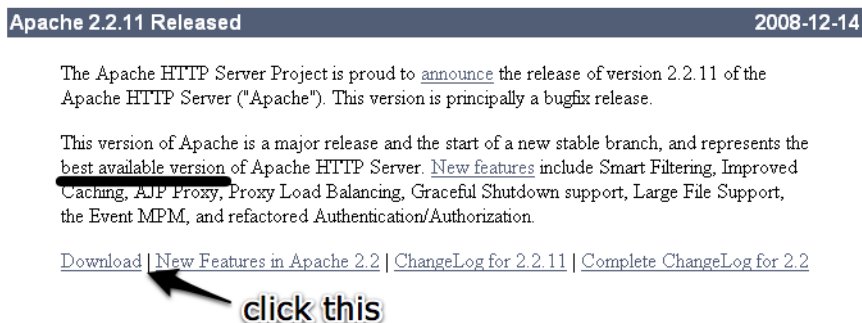 Apache 2.2.11 Released 2008-12-14
The Apache HTTP Server Project is proud to announce the release of version 2.2.11 of the
Apache HTTP Server ("Apache"). This version is principally a bugfix release.
This version of Apache is a major release and the start of a new stable branch, and represents the
best available version of Apache HTTP Server. New features include Smart Filtering, Improved
Caching, AJP Proxy, Proxy Load Balancing, Graceful Shutdown support, Large File Support,
the Event MPM, and refactored Authentication/Authorization.
Download | New Features in Apache 2.2 | ChangeLog for 2.2.11 | Complete ChangeLog for 2.2
click this